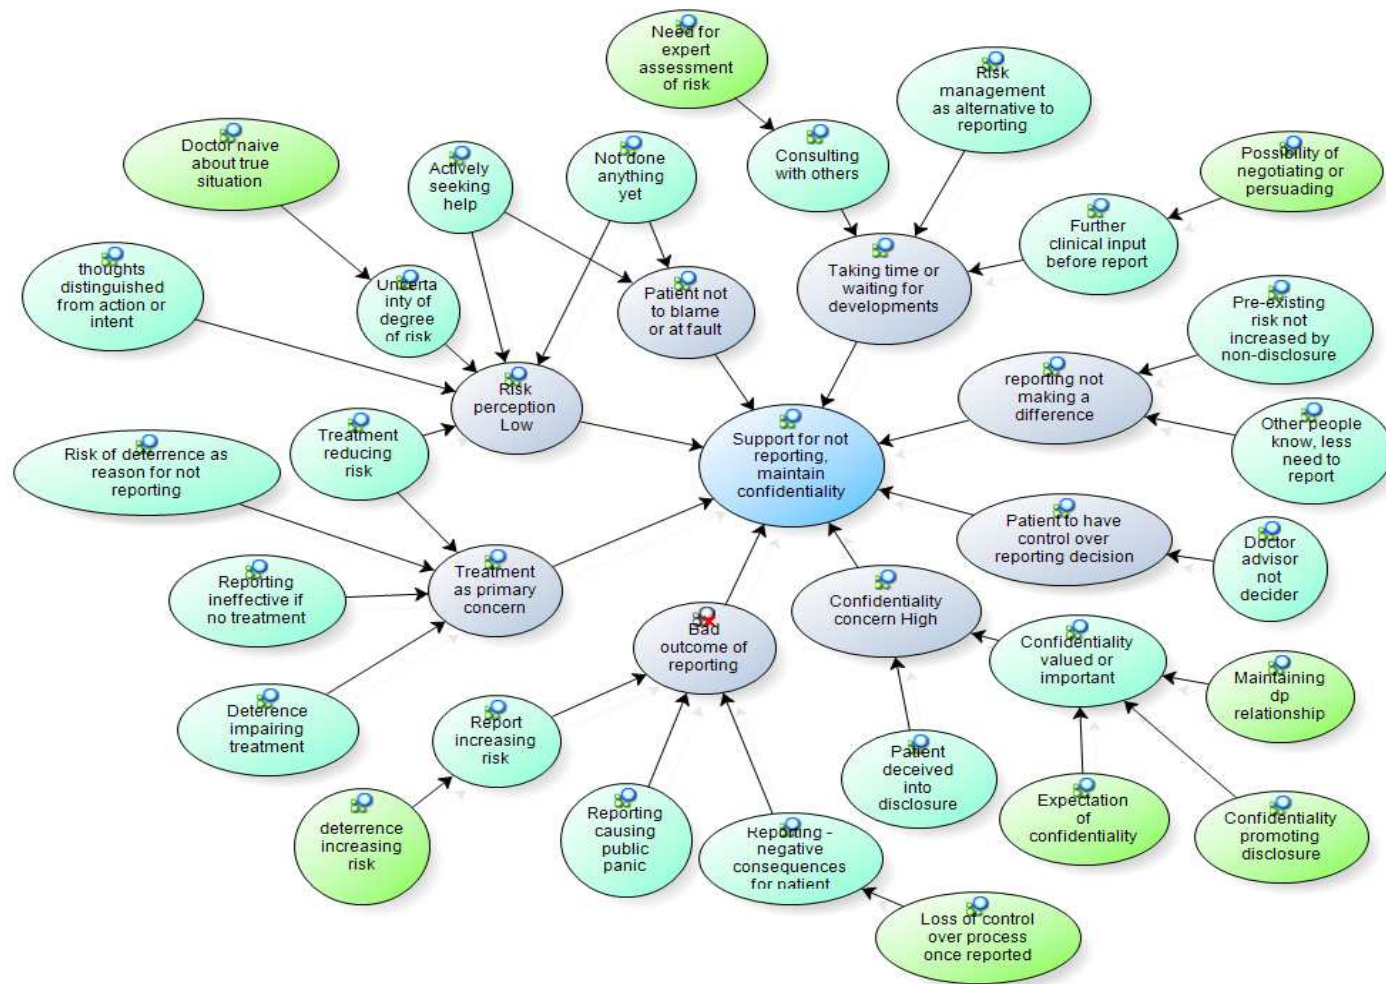 Need for
expert
assessment
of risk
Risk
management
as alternative to
reporting
Doctor naive
about true
situation
Actively
seeking
help
Not done
anything
yet
Consulting
with others
Possibility of
negotiating or
persuading
Further
clinical input
before report
thoughts
distinguished
from action or
intent
Uncerta
inty of
degree
of risk
Patient not
to blame
or at fault
Taking time or
waiting for
developments
Pre-existing
risk not
increased by
non-disclosure
Risk
perception
Low
reporting not
making a
difference
Treatment
reducing
risk
Support for not
reporting,
maintain
confidentiality
Other people
know, less
need to
report
Risk of deterrence as
reason for not
reporting
Patient to have
control over
reporting decision
Doctor
advisor
not
decider
Reporting
ineffective if
no treatment
Treatment
as primary
concern
Bad
outcome of
reporting
Confidentiality
concern High
Confidentiality
valued or
important
Maintaining
dp
relationship
Deterence
impairing
treatment
Report
increasing
risk
Patient
deceived
into
disclosure
Expectation
of
confidentiality
Confidentiality
promoting
disclosure
deterrence
increasing
risk
Reporting
causing
public
panic
Reporting -
negative
consequences
for patient
Loss of control
over process
once reported